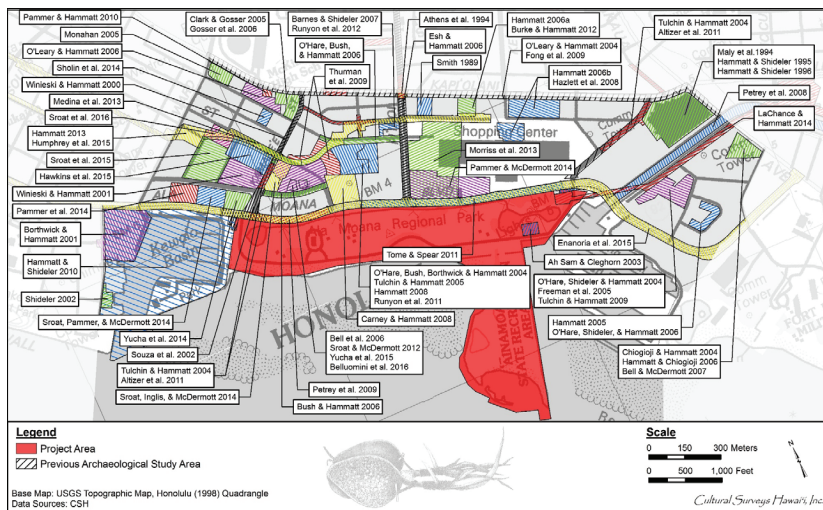 Pammer & Hammatt 2010
Monahan 2005
O'Leary & Hammatt 2006
Sholin et al. 2014
Winieski & Hammatt 2000
Medina et al. 2013
Sroat et al. 2016
Hammatt 2013
Humphrey et al. 2015
Sroat et al. 2015
Hawkins et al. 2015
Winieski & Hammatt 2001
Pammer et al. 2014
Borthwick
& Hammatt 2001
Hammatt &
Shideler 2010
Shideler 2002
Sroat, Pammer, & McDermott 2014
Yucha et al. 2014
Souza et al. 2002
Tulchin & Hammatt 2004
Altizer et al. 2011
Sroat, Inglis, & McDermott 2014
Clark & Gosser 2005
Gosser et al. 2006
Barnes & Shideler 2007
Runyon et al. 2012
O'Hare, Bush,
& Hammatt 2006
Thurman
et al. 2009
Athens et al. 1994
Esh &
Hammatt 2006
Smith 1989
Hammatt 2006a
Burke & Hammatt 2012
O'Leary & Hammatt 2004
Fong et al. 2009
Hammatt 2006b
Hazlett et al. 2008
Tulchin & Hammatt 2004
Altizer et al. 2011
Maly et al.1994
Hammatt & Shideler 1995
Hammatt & Shideler 1996
Petrey et al. 2008
LaChance &
Hammatt 2014
Shopping Center
Morriss et al. 2013
Pammer & McDermott 2014
MOANA
BM 4
Kewalo
Basin
Ala Moana Regional Park
Tome & Spear 2011
Enanoria et al. 2015
Ah Sam & Cleghorn 2003
O'Hare, Bush, Borthwick & Hammatt 2004
Tulchin & Hammatt 2005
Hammatt 2008
Runyon et al. 2011
O'Hare, Shideler & Hammatt 2004
Freeman et al. 2005
Tulchin & Hammatt 2009
Carney & Hammatt 2008
Hammatt 2005
O'Hare, Shideler, & Hammatt 2006
Bell et al. 2006
Sroat & McDermott 2012
Yucha et al. 2015
Belluomini et al. 2016
Chiogioji & Hammatt 2004
Hammatt & Chiogioji 2006
Bell & McDermott 2007
Petrey et al. 2009
Bush & Hammatt 2006
HONOL
AINAMOA
STATE RECR
AREA
Legend
Project Area
Previous Archaeological Study Area
Base Map: USGS Topographic Map, Honolulu (1998) Quadrangle
Data Sources: CSH
Scale
0 150 300 Meters
0 500 1,000 Feet
N
Cultural Surveys Hawai'i, Inc.